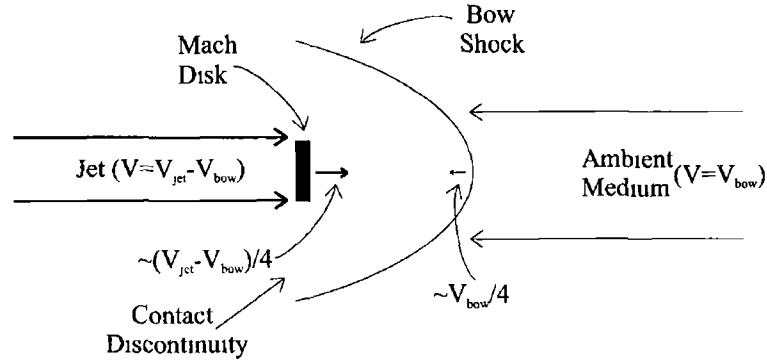 Bow
Shock
Mach
Disk
Jet (V=V_jet-V_bow)
Ambient
Medium (V=V_bow)
~(V_jet-V_bow)/4
~V_bow/4
Contact
Discontinuity